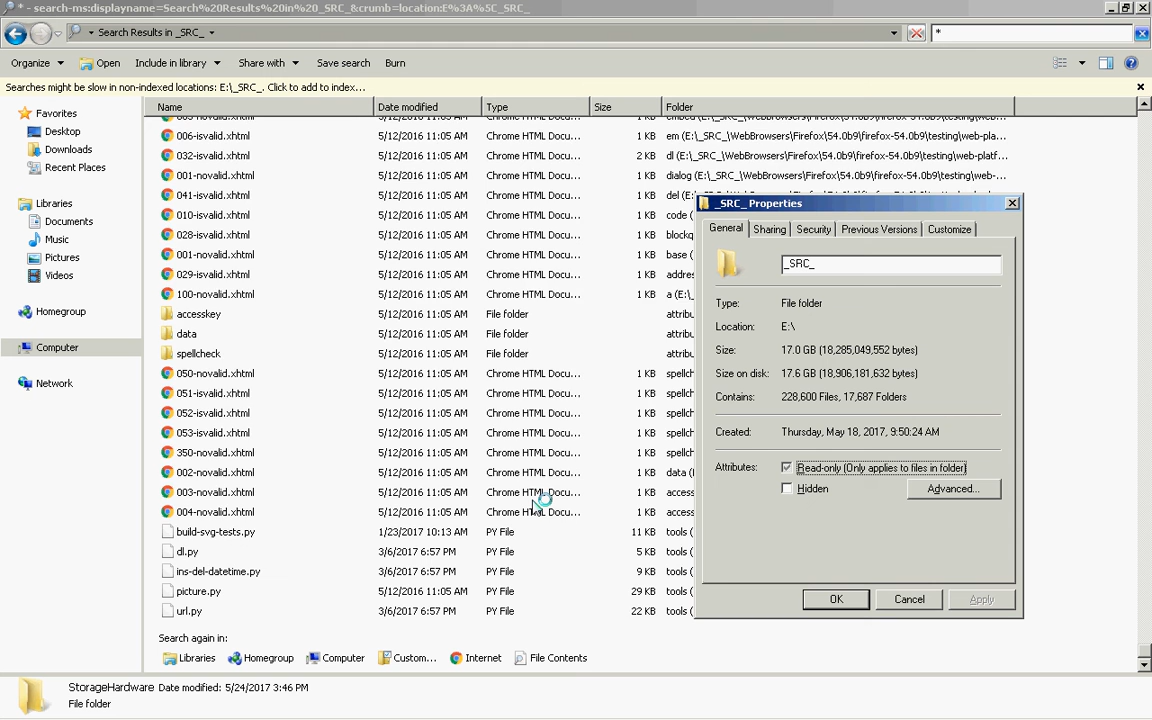 * - search-ms:displayname=Search%20Results%20in%20_SRC_&crumb=location:E%3A%5C_SRC_
Search Results in _SRC_
*
Organize Open Include in library Share with Save search Burn
Searches might be slow in non-indexed locations: E:\_SRC_. Click to add to index...
Name Date modified Type Size Folder
Favorites
Desktop
Downloads
Recent Places
Libraries
Documents
Music
Pictures
Videos
Homegroup
Computer
Network
006-isvalid.xhtml 5/12/2016 11:05 AM Chrome HTML Docu... 1 KB em (E:\_SRC_\WebBrowsers\Firefox\54.0b9\firefox-54.0b9\testing\web-pla...
032-isvalid.xhtml 5/12/2016 11:05 AM Chrome HTML Docu... 2 KB dl (E:\_SRC_\WebBrowsers\Firefox\54.0b9\firefox-54.0b9\testing\web-platf...
001-novalid.xhtml 5/12/2016 11:05 AM Chrome HTML Docu... 1 KB dialog (E:\_SRC_\WebBrowsers\Firefox\54.0b9\firefox-54.0b9\testing\web-...
041-isvalid.xhtml 5/12/2016 11:05 AM Chrome HTML Docu... 1 KB
010-isvalid.xhtml 5/12/2016 11:05 AM Chrome HTML Docu... 1 KB code (
028-isvalid.xhtml 5/12/2016 11:05 AM Chrome HTML Docu... 1 KB blockq
001-novalid.xhtml 5/12/2016 11:05 AM Chrome HTML Docu... 1 KB base (
029-isvalid.xhtml 5/12/2016 11:05 AM Chrome HTML Docu... 1 KB addres
100-novalid.xhtml 5/12/2016 11:05 AM Chrome HTML Docu... 1 KB a (E:\_
accesskey 5/12/2016 11:05 AM File folder attribu
data 5/12/2016 11:05 AM File folder attribu
spellcheck 5/12/2016 11:05 AM File folder attribu
050-novalid.xhtml 5/12/2016 11:05 AM Chrome HTML Docu... 1 KB spellch
051-isvalid.xhtml 5/12/2016 11:05 AM Chrome HTML Docu... 1 KB spellch
052-isvalid.xhtml 5/12/2016 11:05 AM Chrome HTML Docu... 1 KB spellch
053-isvalid.xhtml 5/12/2016 11:05 AM Chrome HTML Docu... 1 KB spellch
350-novalid.xhtml 5/12/2016 11:05 AM Chrome HTML Docu... 1 KB spellch
002-novalid.xhtml 5/12/2016 11:05 AM Chrome HTML Docu... 1 KB data (
003-novalid.xhtml 5/12/2016 11:05 AM Chrome HTML Docu... 1 KB access
004-novalid.xhtml 5/12/2016 11:05 AM Chrome HTML Docu... 1 KB access
build-svg-tests.py 1/23/2017 10:13 AM PY File 11 KB tools (
dl.py 3/6/2017 6:57 PM PY File 5 KB tools (
ins-del-datetime.py 3/6/2017 6:57 PM PY File 9 KB tools (
picture.py 5/12/2016 11:05 AM PY File 29 KB tools (
url.py 3/6/2017 6:57 PM PY File 22 KB tools (
Search again in:
Libraries Homegroup Computer Custom... Internet File Contents
StorageHardware Date modified: 5/24/2017 3:46 PM
File folder
_SRC_ Properties
General Sharing Security Previous Versions Customize
_SRC_
Type: File folder
Location: E:\
Size: 17.0 GB (18,285,049,552 bytes)
Size on disk: 17.6 GB (18,906,181,632 bytes)
Contains: 228,600 Files, 17,687 Folders
Created: Thursday, May 18, 2017, 9:50:24 AM
Attributes: Read-only (Only applies to files in folder)
Hidden Advanced...
OK Cancel Apply